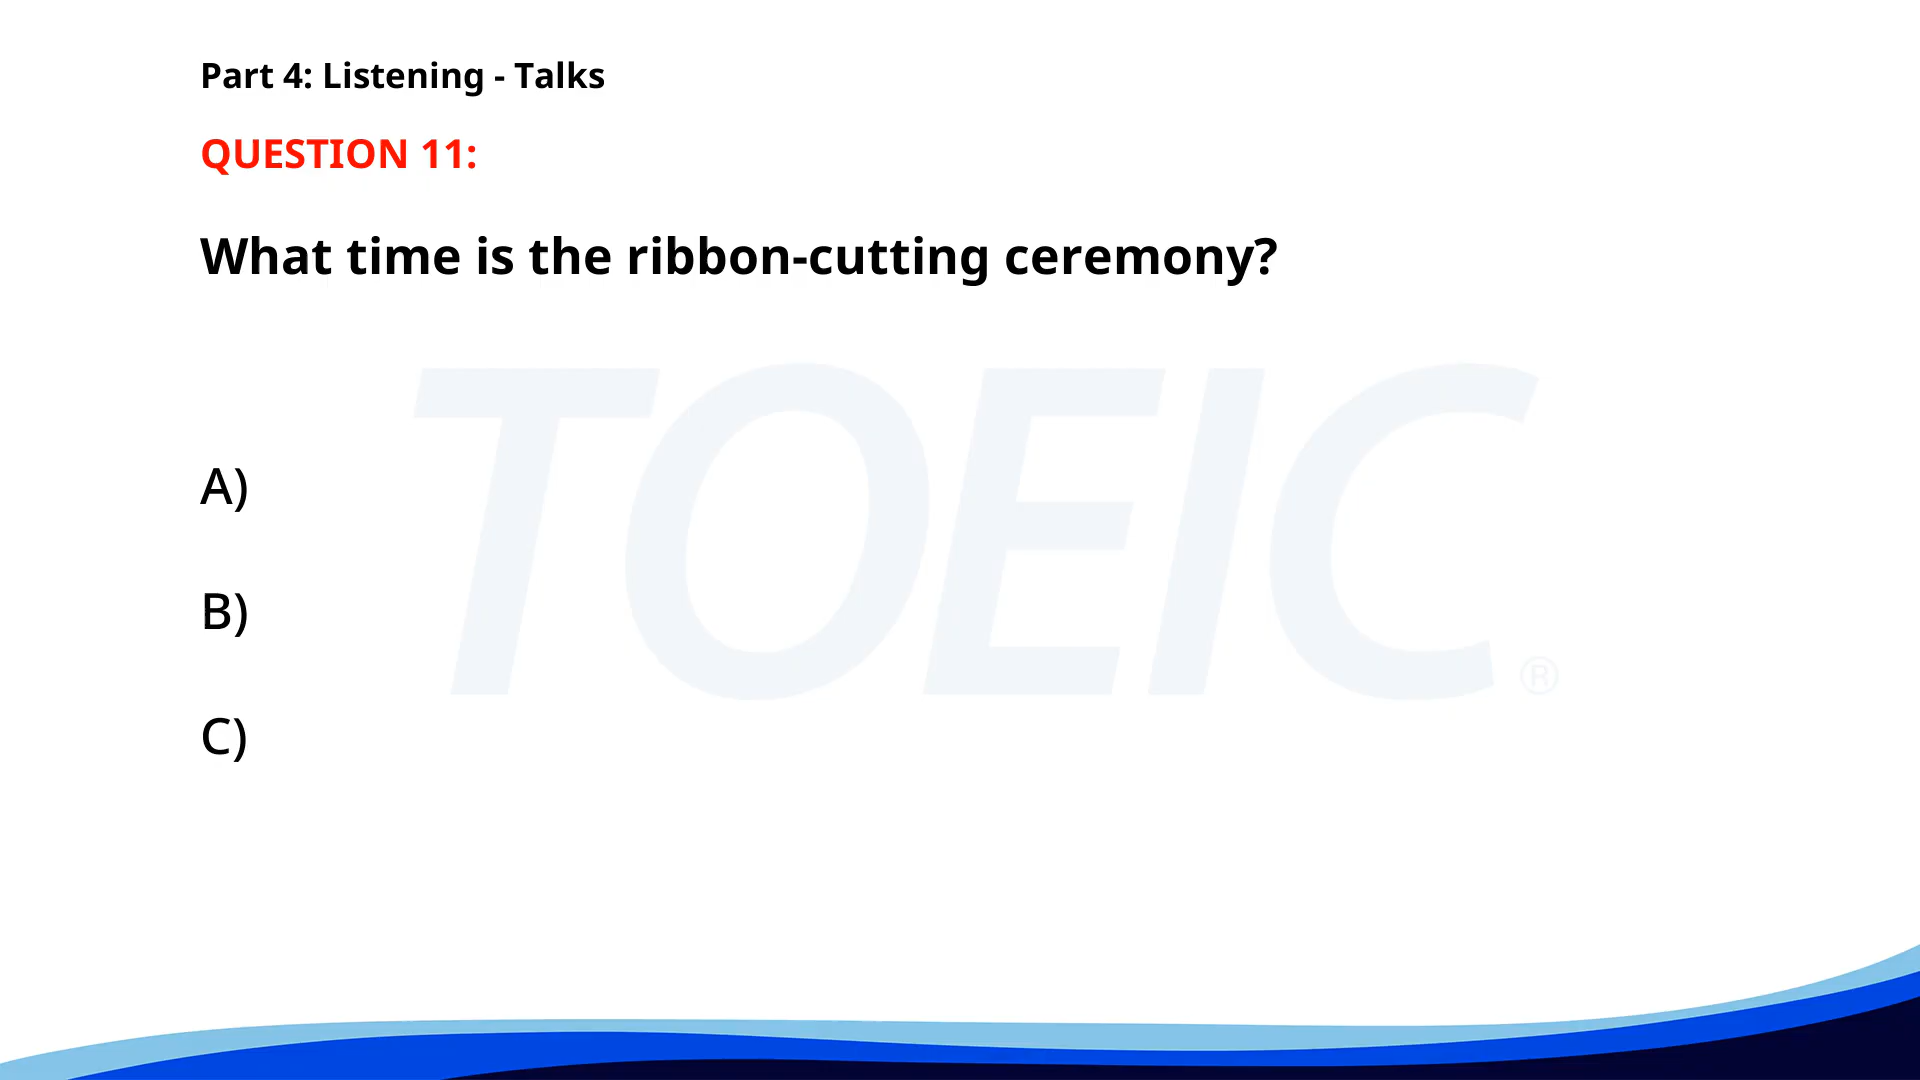 Part 4: Listening - Talks
QUESTION 11:
What time is the ribbon-cutting ceremony?
TOEIC®
A)
B)
C)